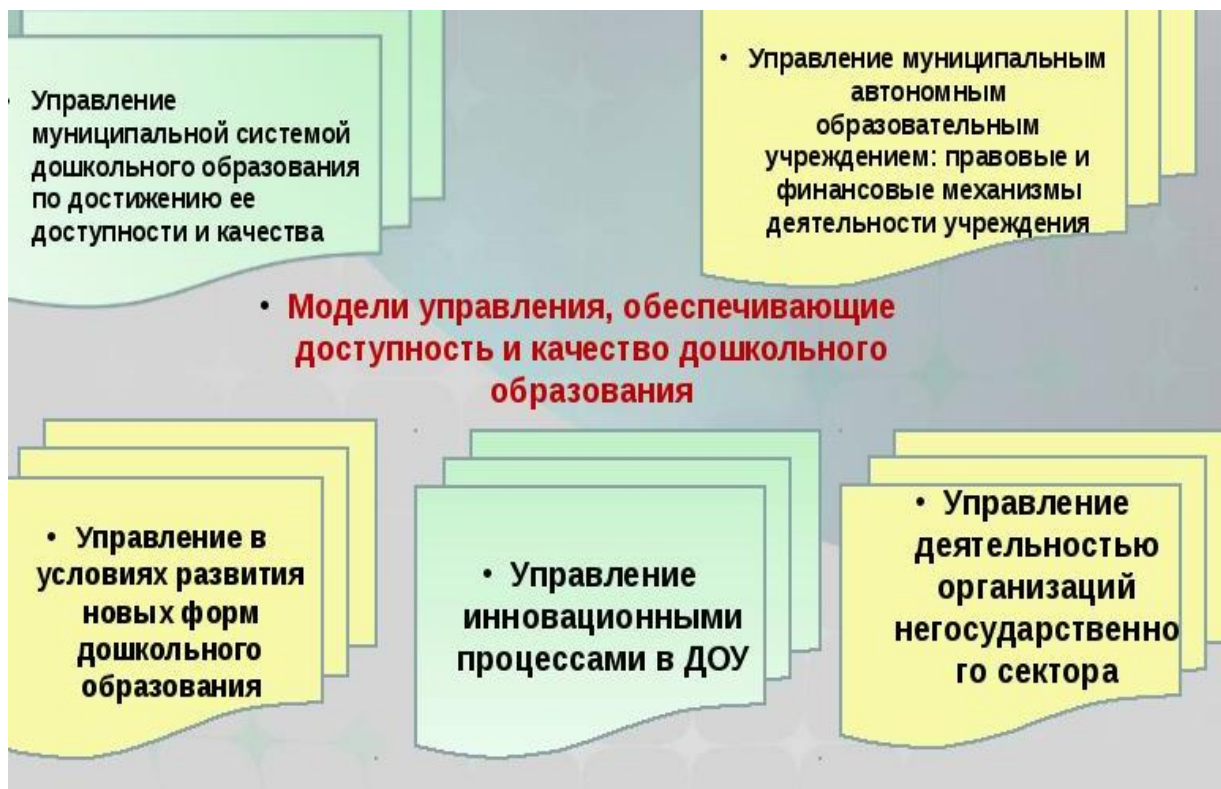 • Управление
муниципальной системой
дошкольного образования
по достижению ее
доступности и качества
• Управление муниципальным
автономным
образовательным
учреждением: правовые и
финансовые механизмы
деятельности учреждения
• Модели управления, обеспечивающие
доступность и качество дошкольного
образования
• Управление в
условиях развития
новых форм
дошкольного
образования
• Управление
инновационными
процессами в ДОУ
• Управление
деятельностью
организаций
негосударственно
го сектора